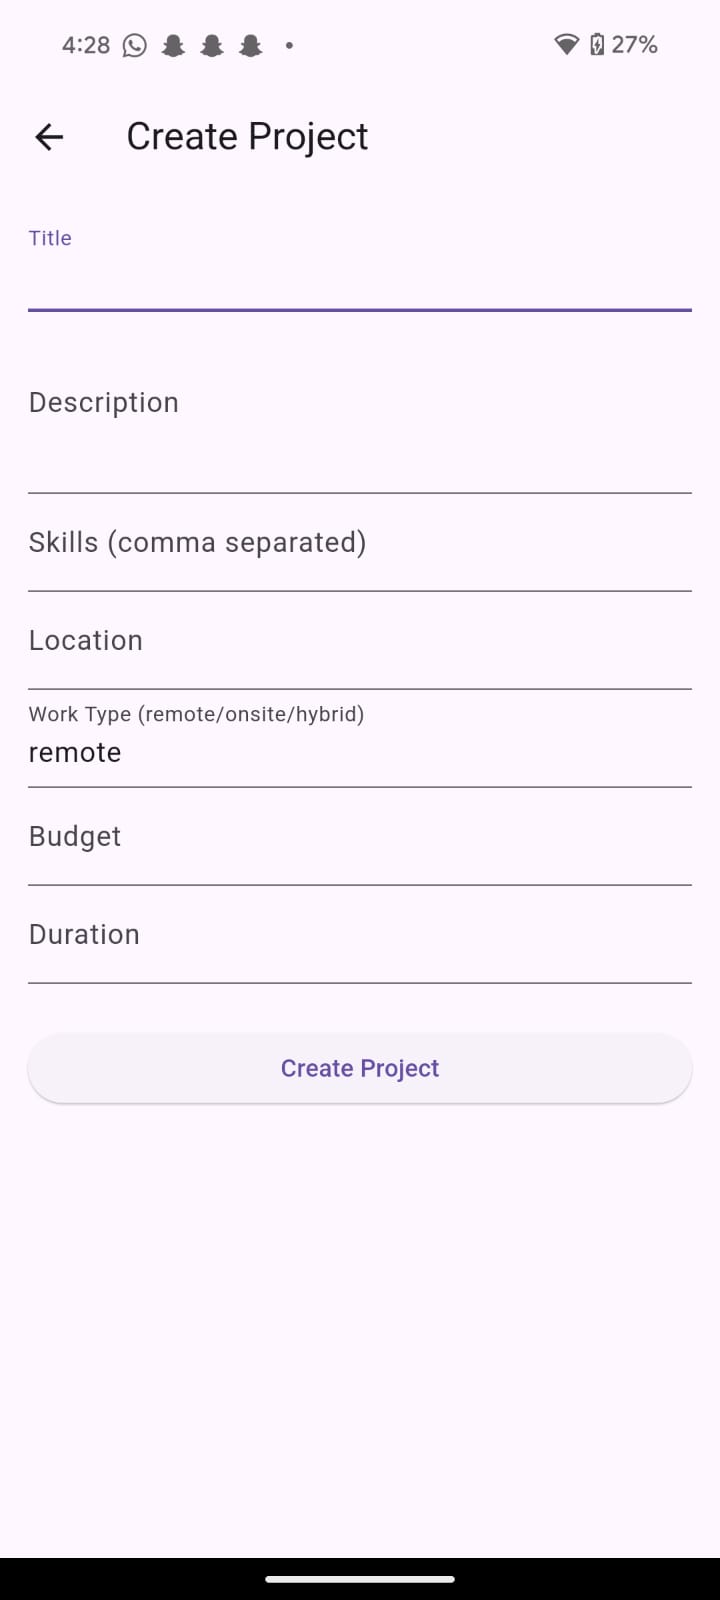 4:28 27%
Create Project
Title
Description
Skills (comma separated)
Location
Work Type (remote/onsite/hybrid)
remote
Budget
Duration
Create Project